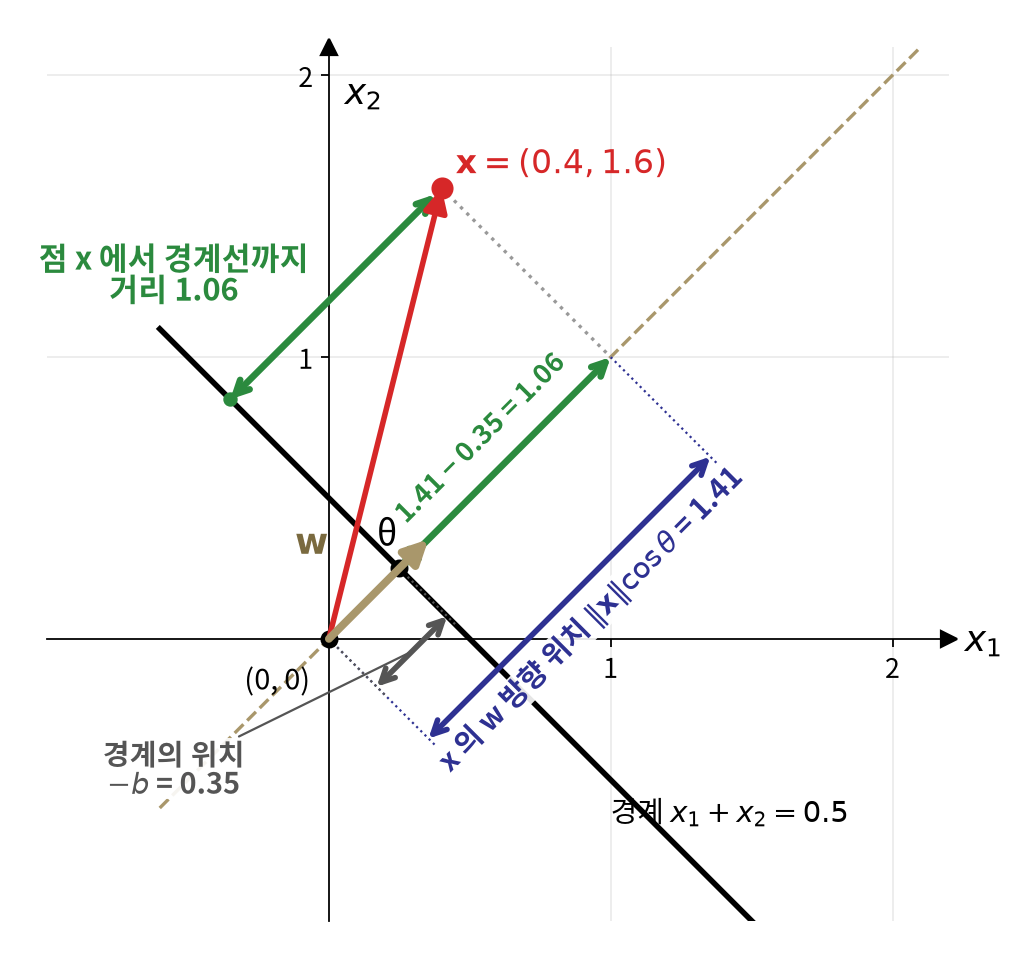 2
x₂
x = (0.4, 1.6)
점 x 에서 경계선까지
거리 1.06
1
1.41 − 0.35 = 1.06
w
θ
x₁
(0, 0)
1
2
x 의 w 방향 위치 ‖x‖cos θ = 1.41
경계의 위치
−b = 0.35
경계 x₁ + x₂ = 0.5